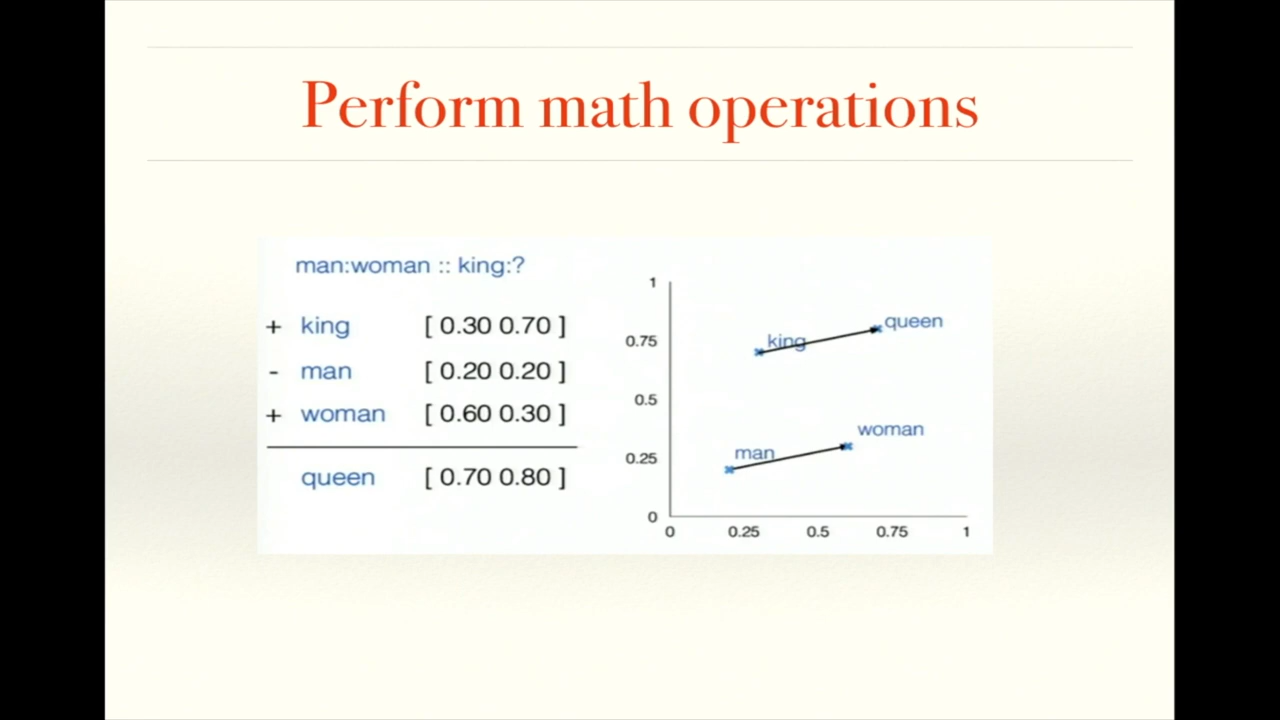 Perform math operations
man:woman :: king:?
+ king [ 0.30 0.70 ]
- man [ 0.20 0.20 ]
+ woman [ 0.60 0.30 ]
queen [ 0.70 0.80 ]
1
0.75
0.5
0.25
0
0 0.25 0.5 0.75 1
king
queen
man
woman